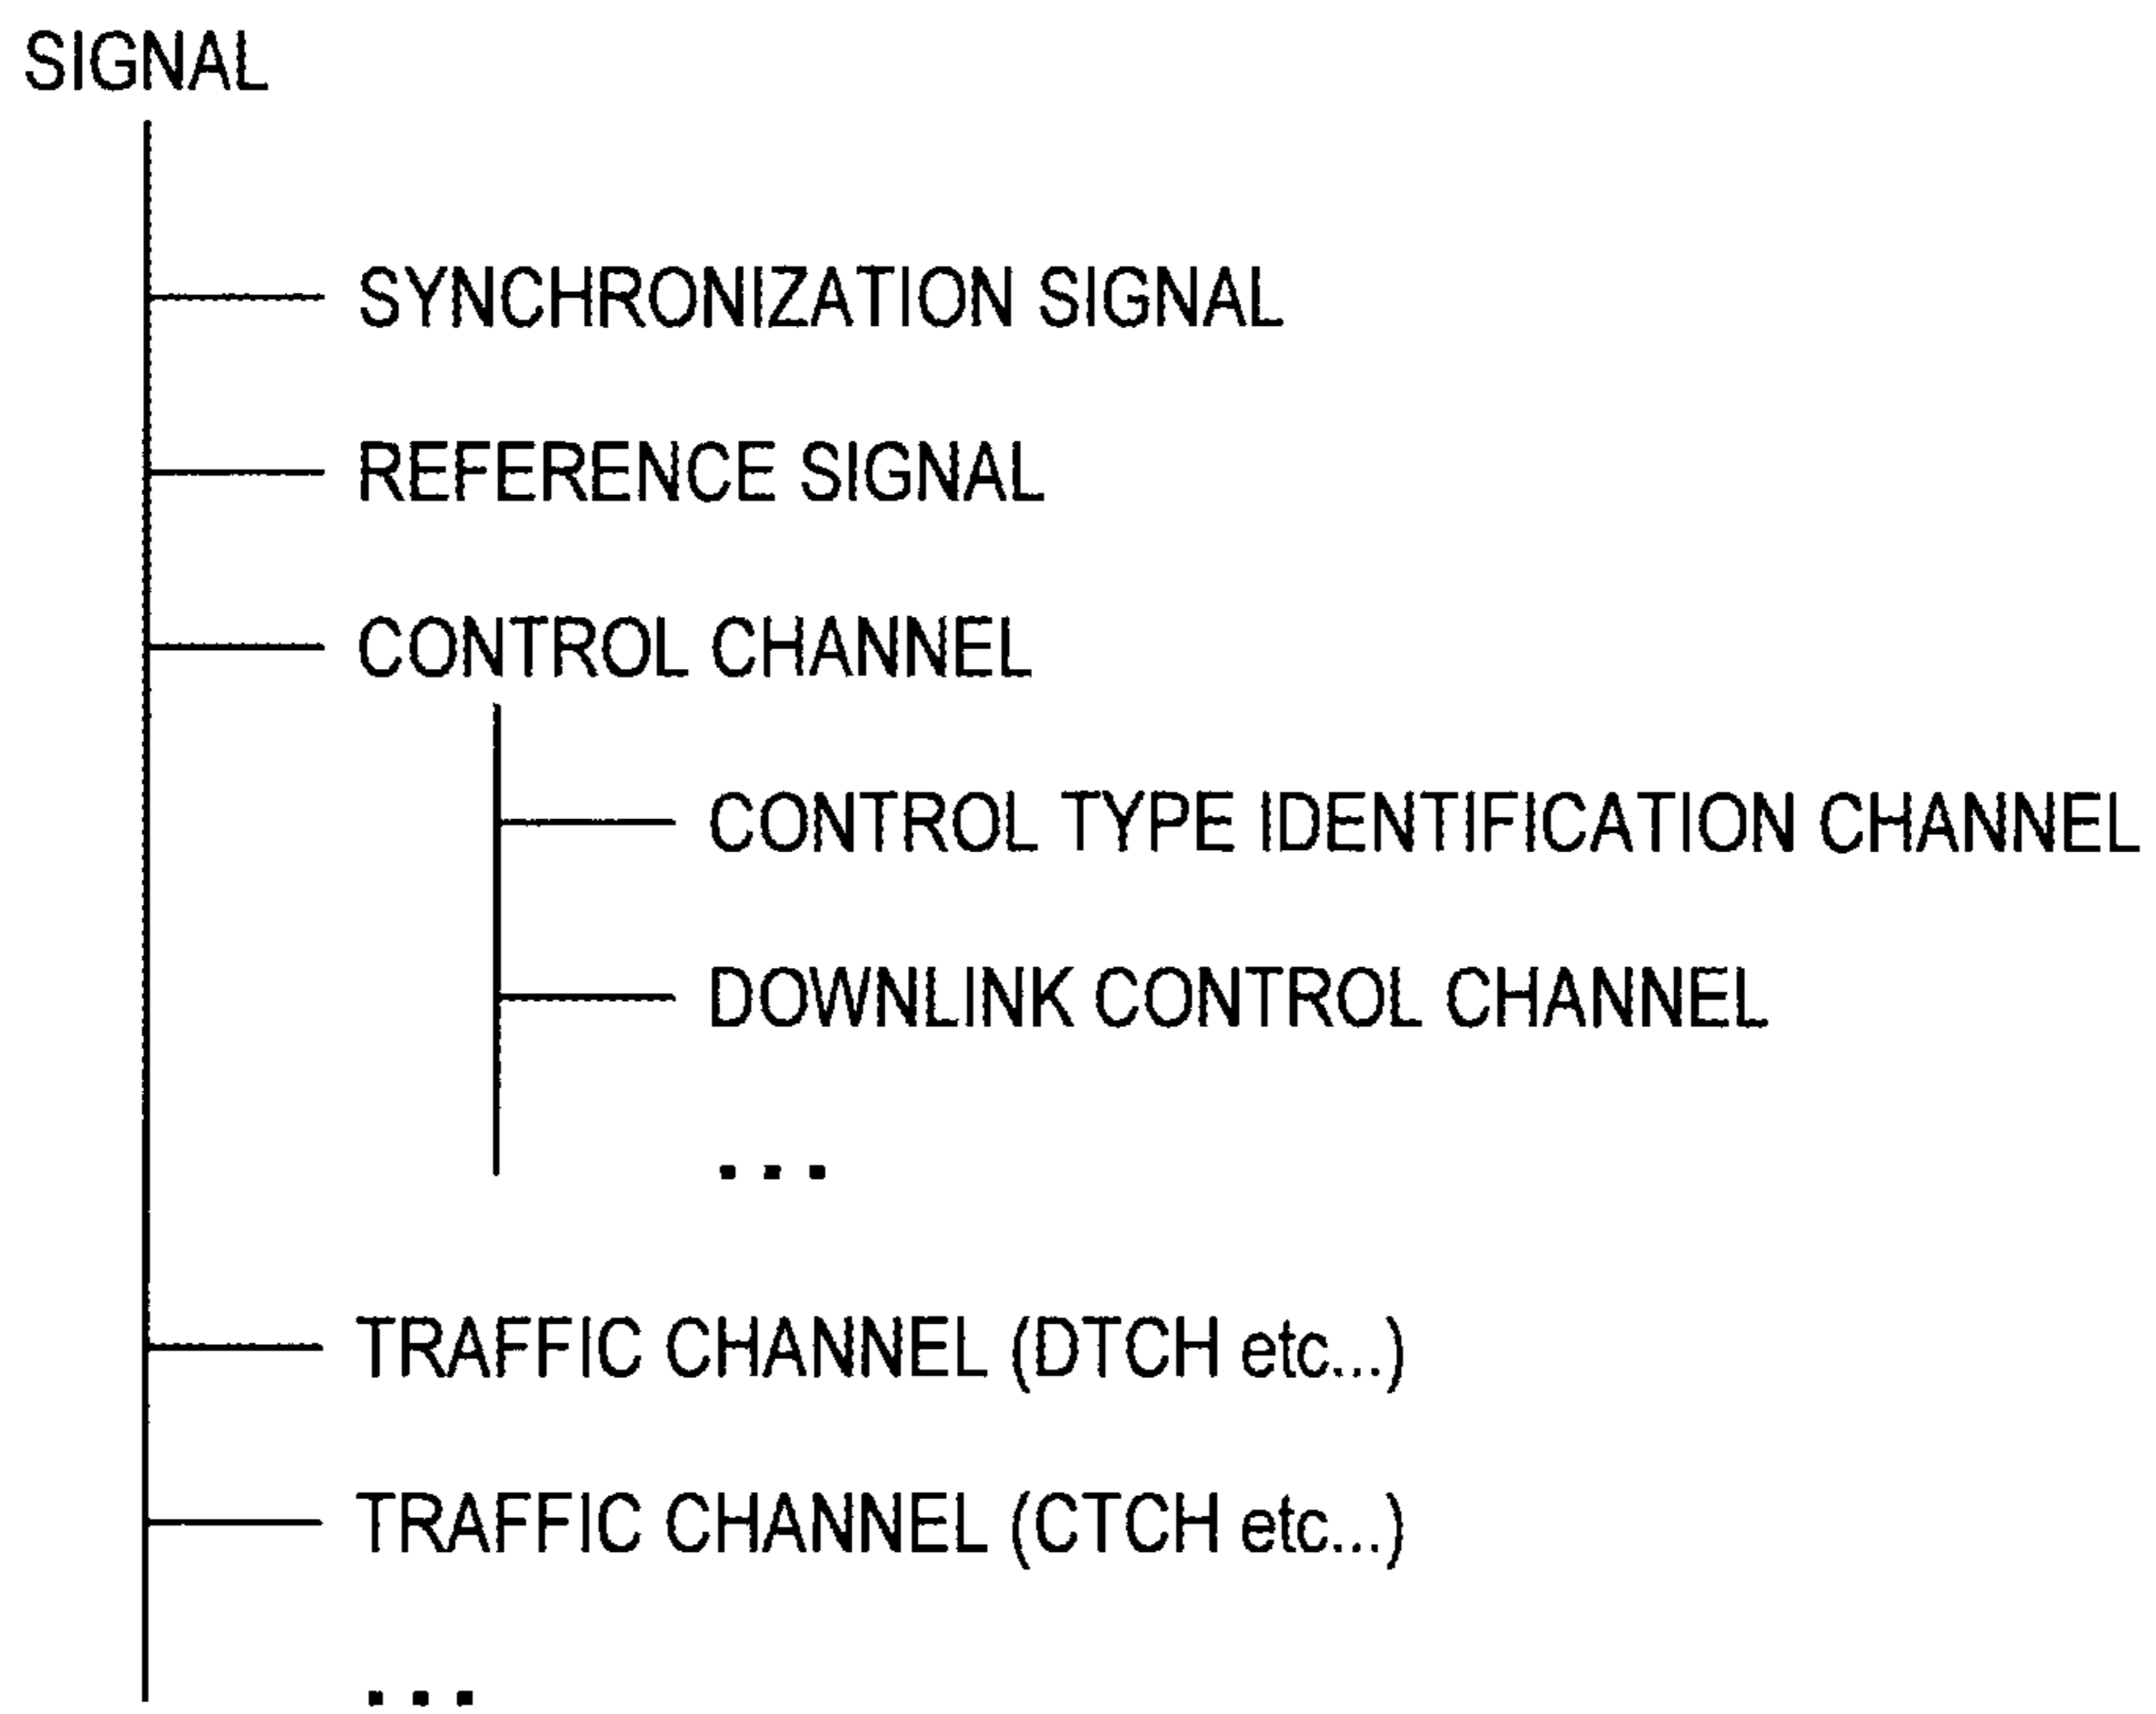 SIGNAL
SYNCHRONIZATION SIGNAL
REFERENCE SIGNAL
CONTROL CHANNEL
CONTROL TYPE IDENTIFICATION CHANNEL
DOWNLINK CONTROL CHANNEL
...
TRAFFIC CHANNEL (DTCH etc...)
TRAFFIC CHANNEL (CTCH etc...)
...